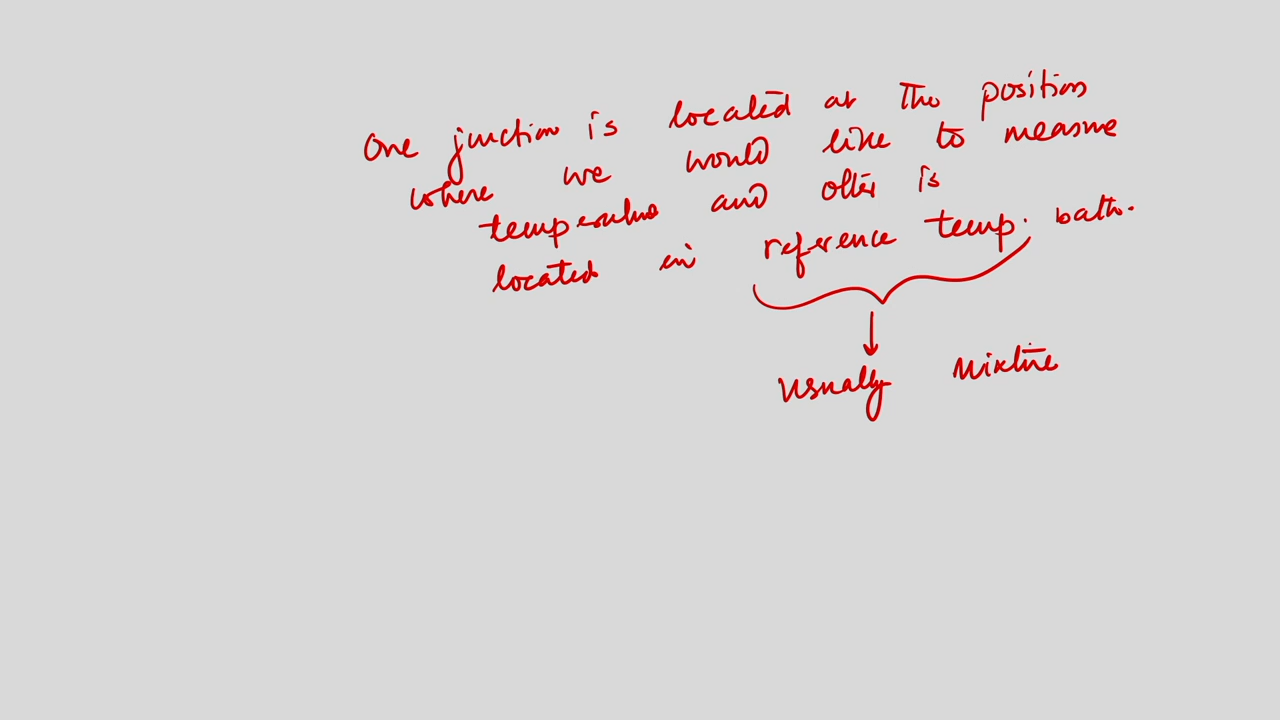 One junction is located at the position
where we would like to measure
temperature and other is
located in reference temp. bath.
Usually mixture